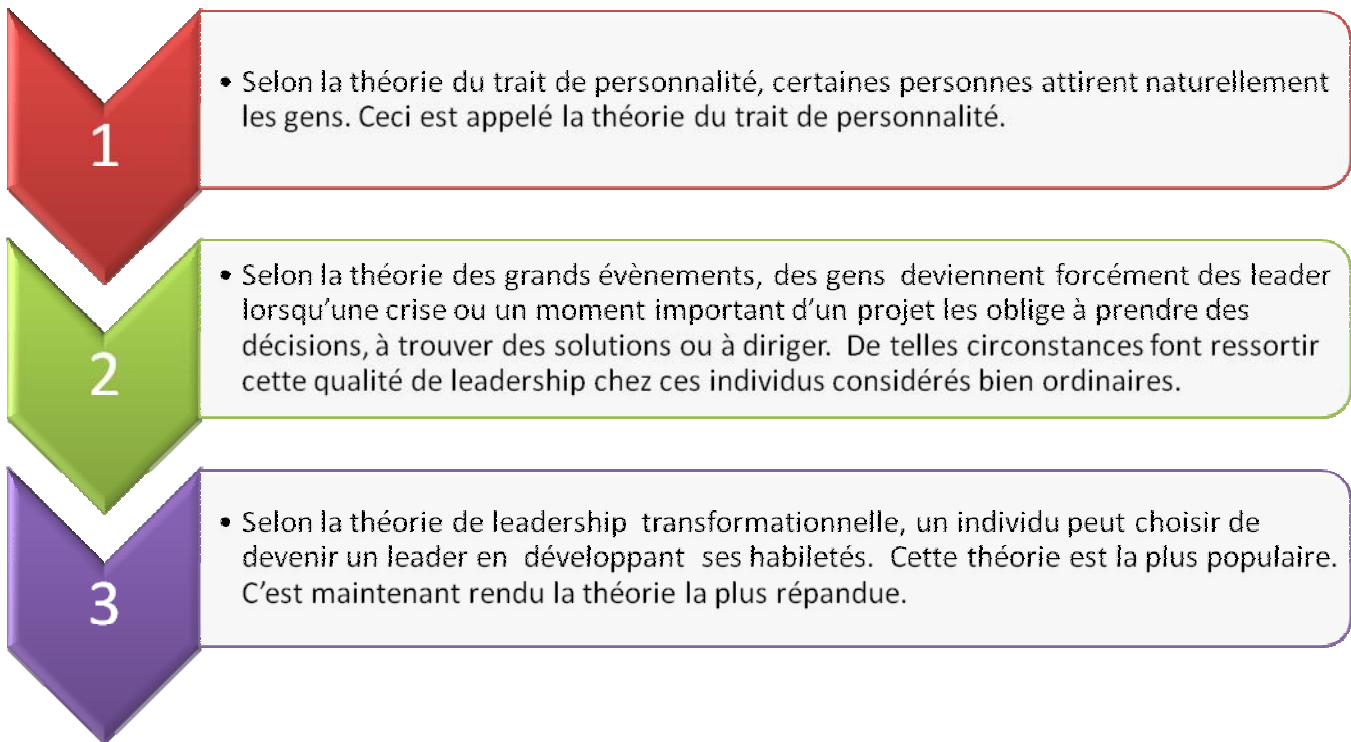 1
• Selon la théorie du trait de personnalité, certaines personnes attirent naturellement
les gens. Ceci est appelé la théorie du trait de personnalité.
2
• Selon la théorie des grands évènements, des gens deviennent forcément des leader
lorsqu’une crise ou un moment important d’un projet les oblige à prendre des
décisions, à trouver des solutions ou à diriger. De telles circonstances font ressortir
cette qualité de leadership chez ces individus considérés bien ordinaires.
3
• Selon la théorie de leadership transformationnelle, un individu peut choisir de
devenir un leader en développant ses habiletés. Cette théorie est la plus populaire.
C’est maintenant rendu la théorie la plus répandue.